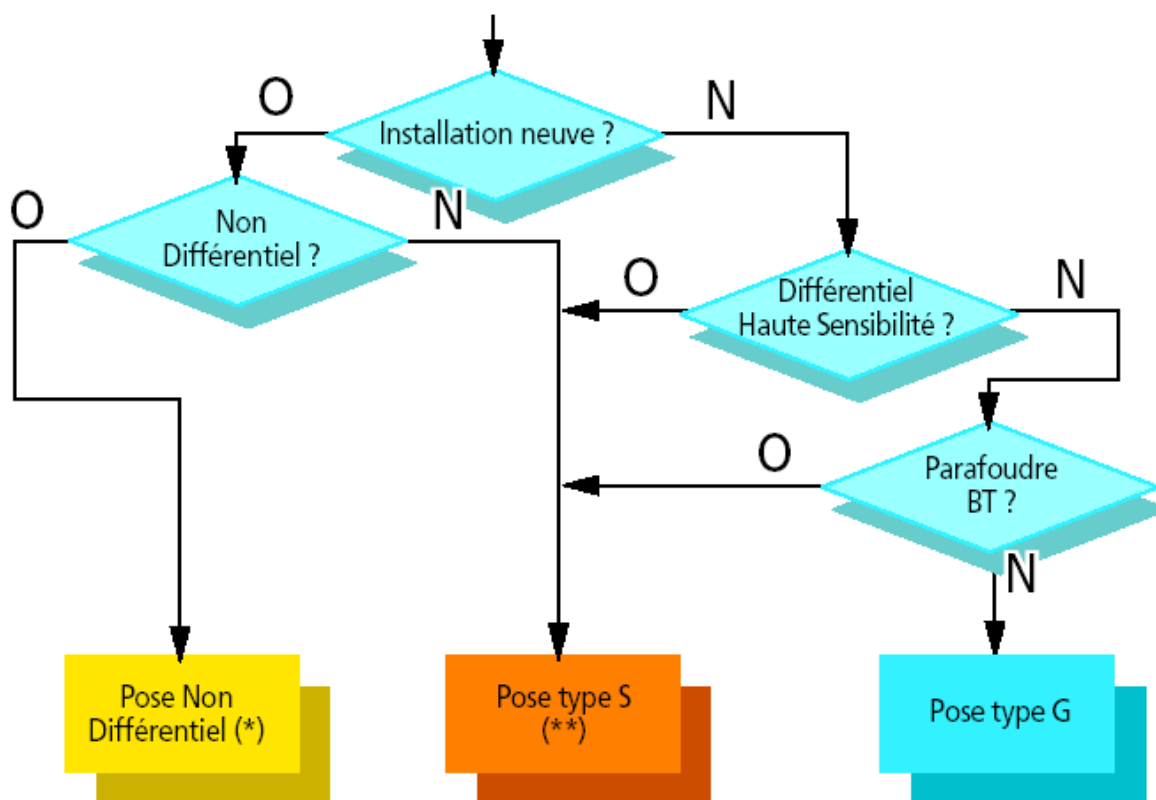 O
N
Installation neuve ?
O
N
Non
Différentiel ?
O
N
Différentiel
Haute Sensibilité ?
O
Parafoudre
BT ?
N
Pose Non
Différentiel (*)
Pose type S
(**)
Pose type G